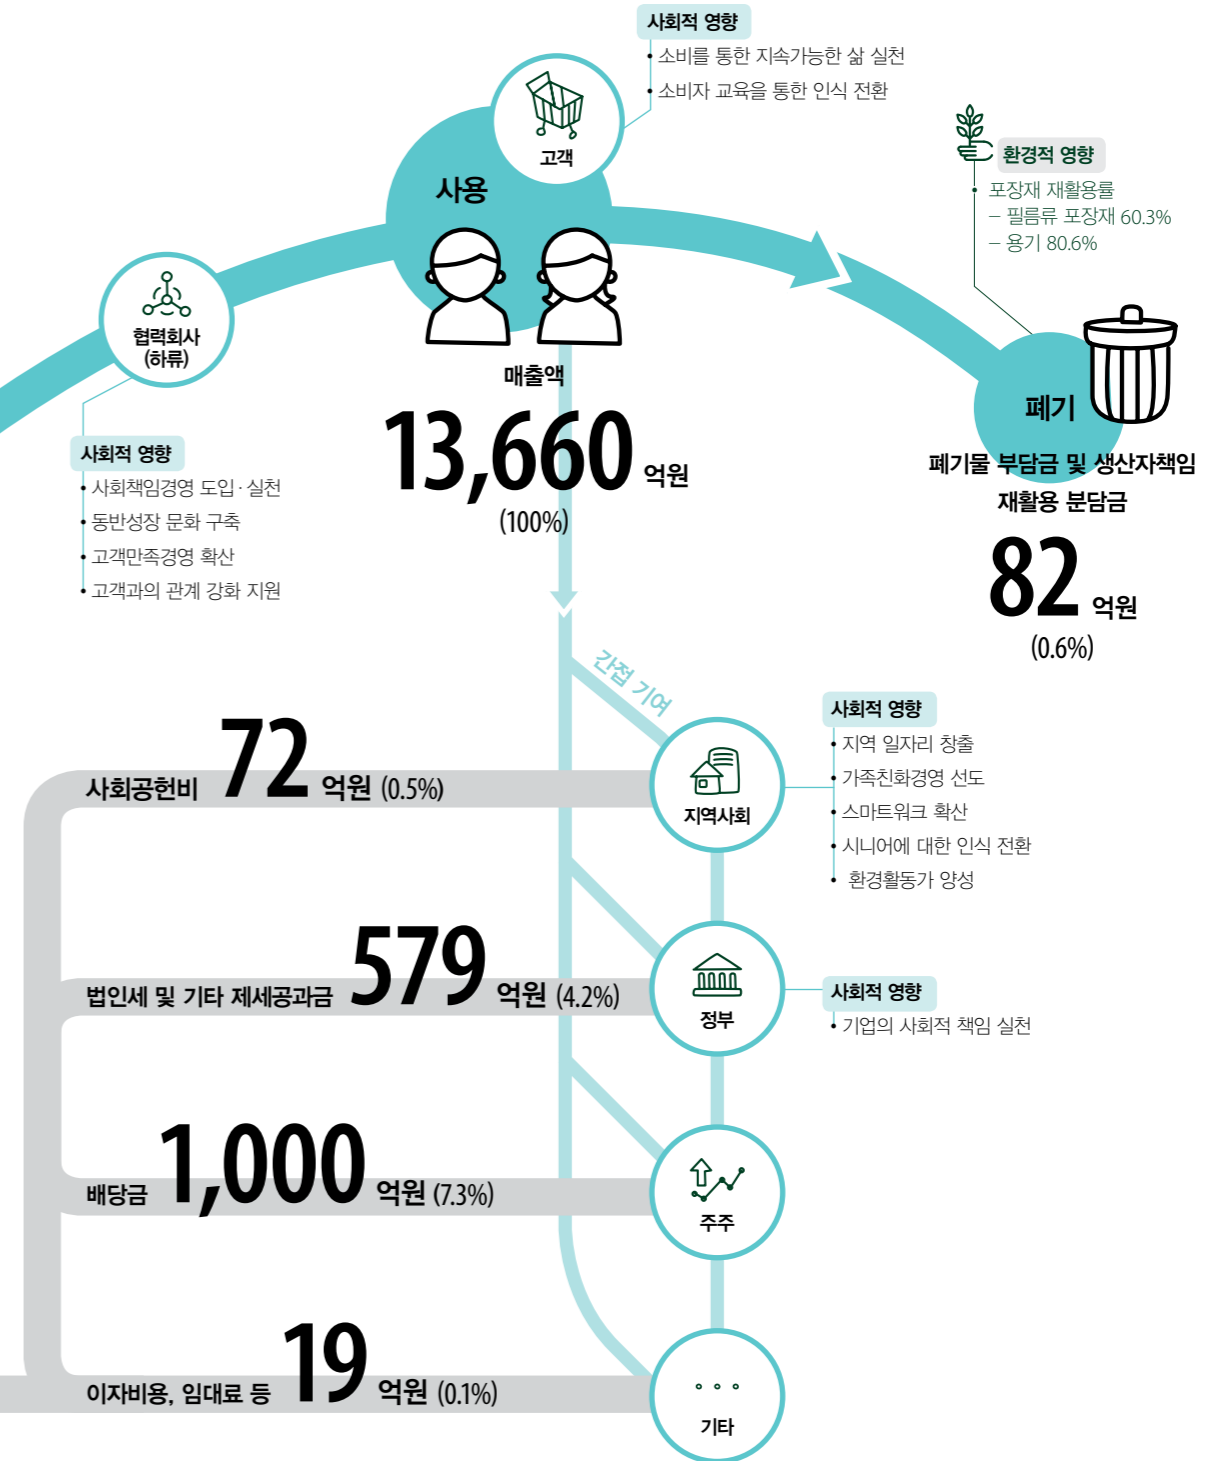 사회적 영향
• 소비를 통한 지속가능한 삶 실천
• 소비자 교육을 통한 인식 전환
고객
사용
환경적 영향
• 포장재 재활용률
– 필름류 포장재 60.3%
– 용기 80.6%
협력회사
(하류)
사회적 영향
• 사회책임경영 도입 · 실천
• 동반성장 문화 구축
• 고객만족경영 확산
• 고객과의 관계 강화 지원
매출액
13,660 억원
(100%)
폐기
폐기물 부담금 및 생산자책임
재활용 분담금
82 억원
(0.6%)
간접 기여
사회공헌비 72 억원 (0.5%)
지역사회
사회적 영향
• 지역 일자리 창출
• 가족친화경영 선도
• 스마트워크 확산
• 시니어에 대한 인식 전환
• 환경활동가 양성
법인세 및 기타 제세공과금 579 억원 (4.2%)
정부
사회적 영향
• 기업의 사회적 책임 실천
배당금 1,000 억원 (7.3%)
주주
이자비용, 임대료 등 19 억원 (0.1%)
기타